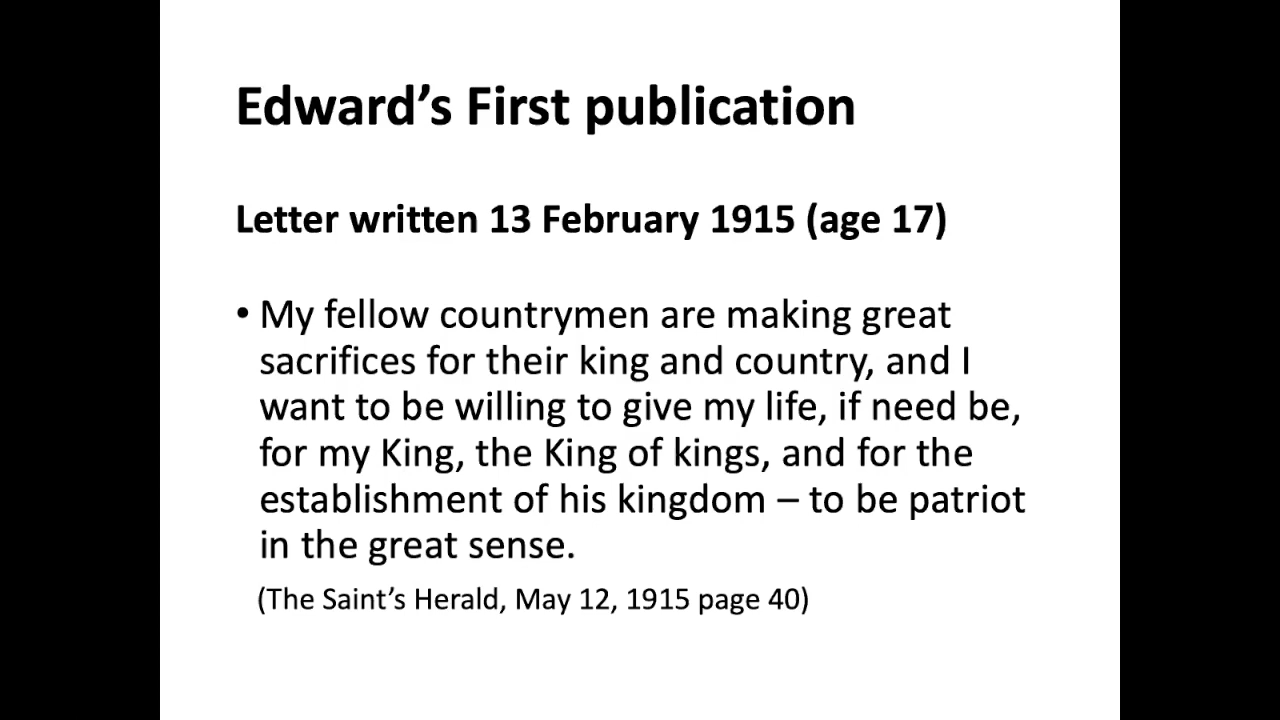 Edward’s First publication
Letter written 13 February 1915 (age 17)
• My fellow countrymen are making great
sacrifices for their king and country, and I
want to be willing to give my life, if need be,
for my King, the King of kings, and for the
establishment of his kingdom – to be patriot
in the great sense.
(The Saint’s Herald, May 12, 1915 page 40)